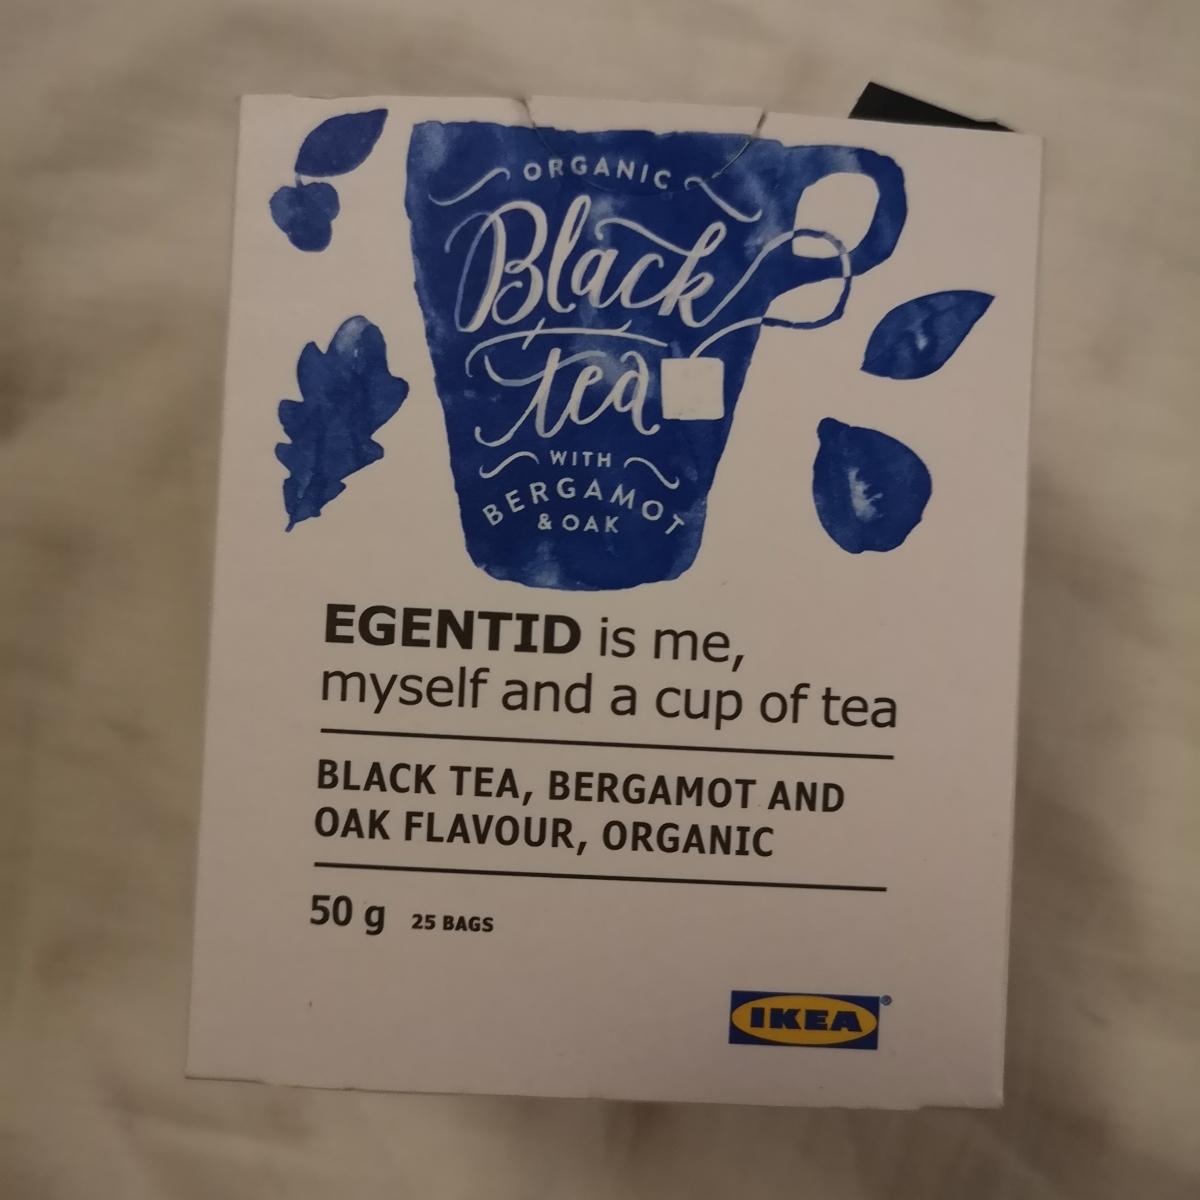 ORGANIC
Black
tea
WITH
BERGAMOT
& OAK
EGENTID is me,
myself and a cup of tea
BLACK TEA, BERGAMOT AND
OAK FLAVOUR, ORGANIC
50 g 25 BAGS
IKEA®